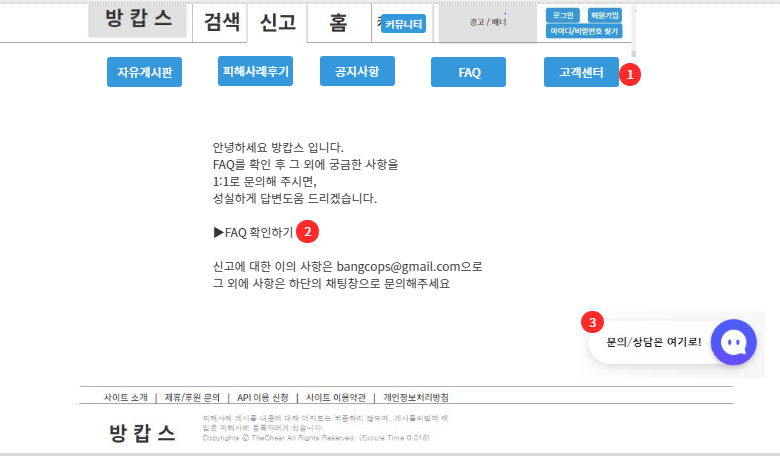 방 캅 스
검색
신고
홈
커뮤니티
경고 / 배너
로그인
회원가입
아이디/비밀번호 찾기
자유게시판
피해사례후기
공지사항
FAQ
고객센터
1
안녕하세요 방캅스 입니다.
FAQ를 확인 후 그 외에 궁금한 사항을
1:1로 문의해 주시면,
성실하게 답변도움 드리겠습니다.
▶FAQ 확인하기
2
신고에 대한 이의 사항은 bangcops@gmail.com으로
그 외에 사항은 하단의 채팅창으로 문의해주세요
3
문의/상담은 여기로!
사이트 소개 | 제휴/후원 문의 | API 이용 신청 | 사이트 이용약관 | 개인정보처리방침
방 캅 스
피해사례 게시물 내용에 대해 더치트는 보증하지 않으며, 게시물의법적 책
임은 피해사례 등록자에게 있습니다.
Copyrights ⓒ TheCheat All Rights Reserved. (Excute Time 0.018)